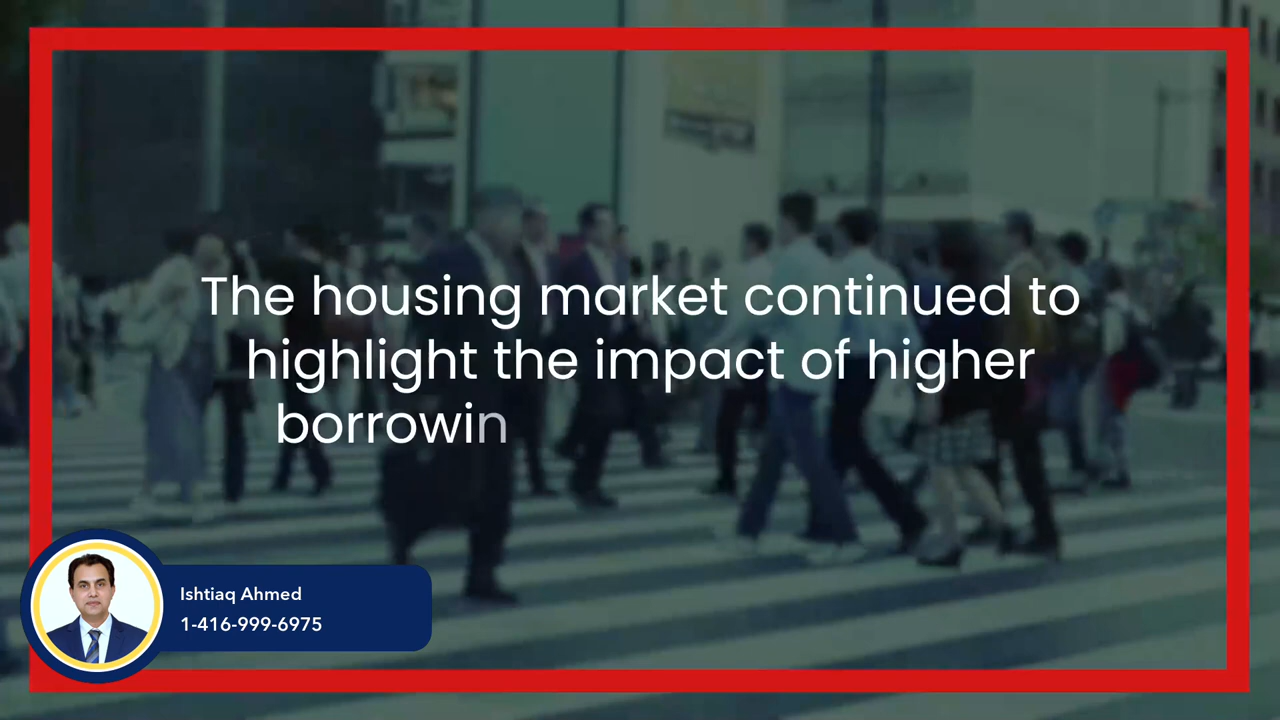 The housing market continued to
highlight the impact of higher
borrowin
Ishtiaq Ahmed
1-416-999-6975